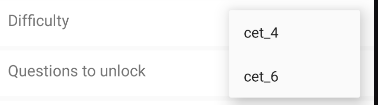 Difficulty
cet_4
Questions to unlock
cet_6